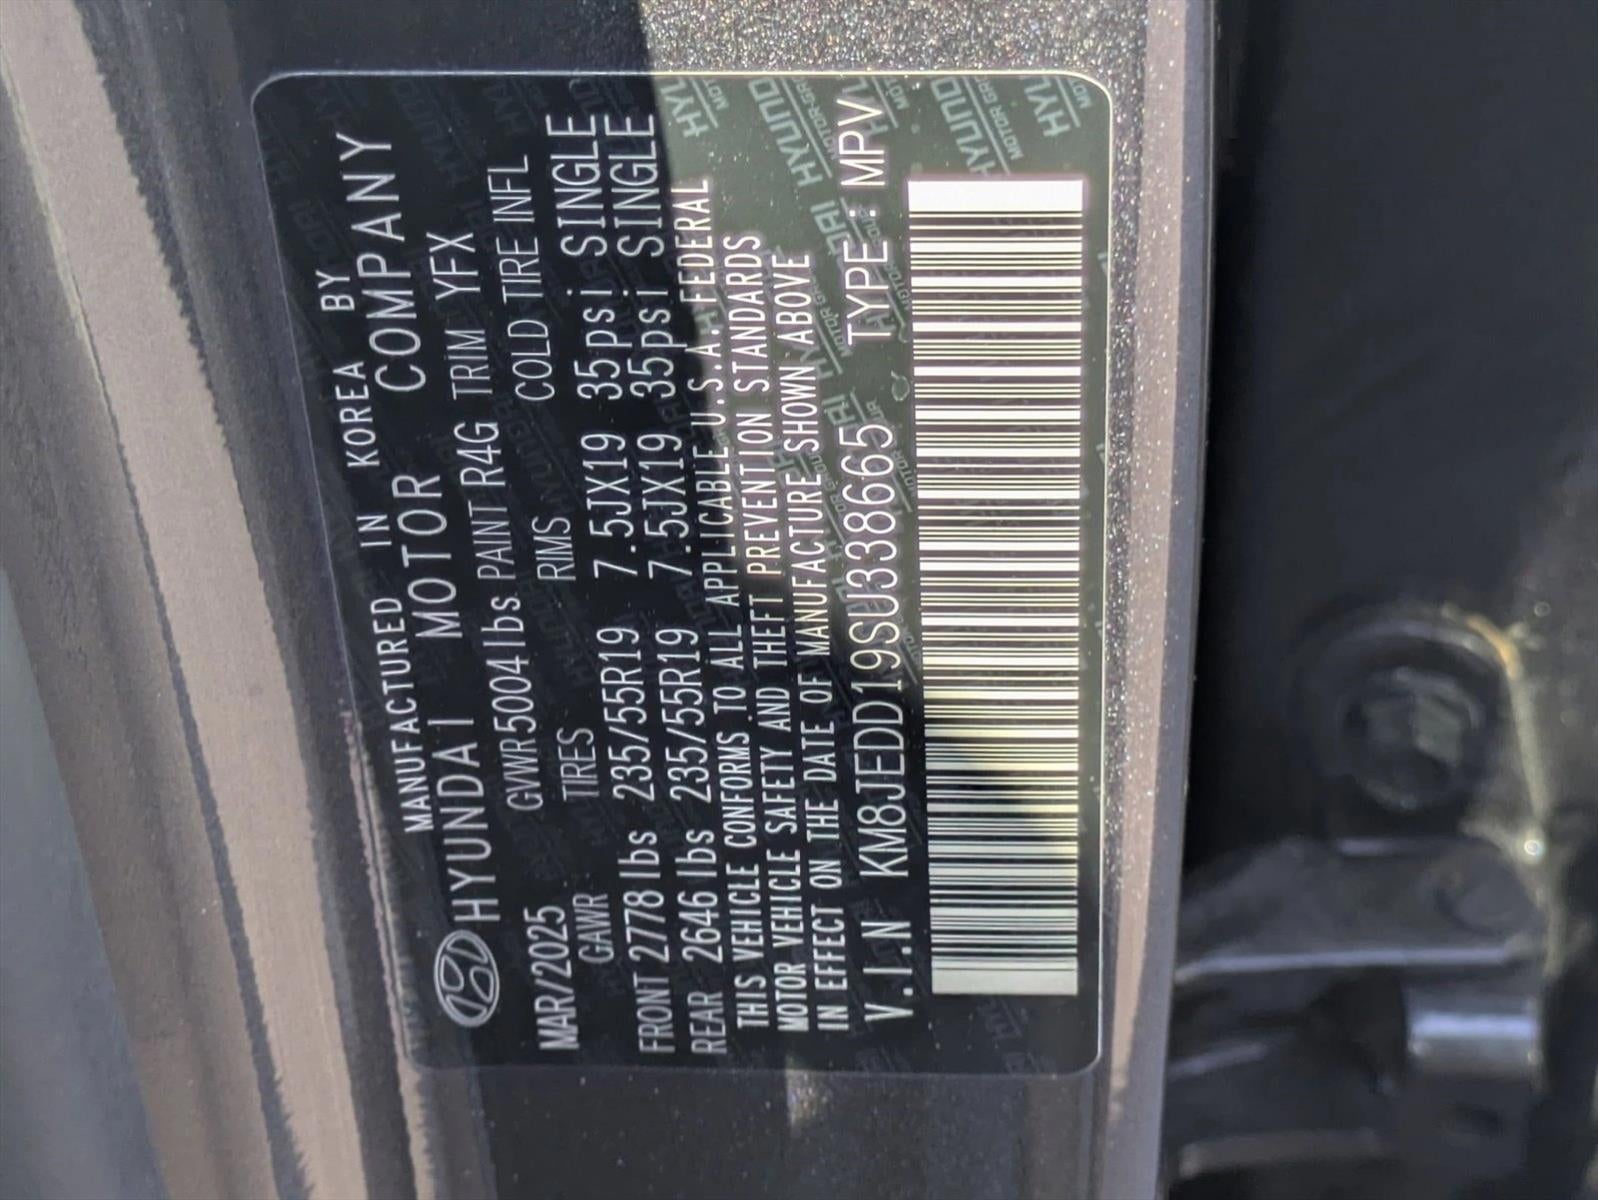 MANUFACTURED IN KOREA BY
HYUNDAI MOTOR COMPANY
MAR/2025 GVWR5004lbs PAINT R4G TRIM YFX
GAWR TIRES RIMS COLD TIRE INFL
FRONT 2778 lbs 235/55R19 7.5JX19 35psi SINGLE
REAR 2646 lbs 235/55R19 7.5JX19 35psi SINGLE
THIS VEHICLE CONFORMS TO ALL APPLICABLE U.S.A.FEDERAL
MOTOR VEHICLE SAFETY AND THEFT PREVENTION STANDARDS
IN EFFECT ON THE DATE OF MANUFACTURE SHOWN ABOVE
V.I.N KM8JEDD19SU338665 TYPE: MPV